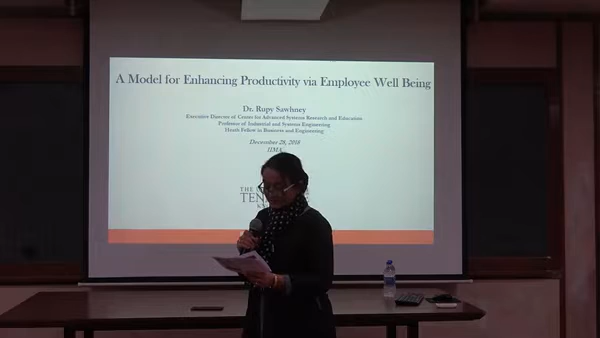 A Model for Enhancing Productivity via Employee Well Being
Dr. Rupy Sawhney
Executive Director of Center for Advanced Systems Research and Education
Professor of Industrial and Systems Engineering
Heath Fellow in Business and Engineering
December 28, 2018
IIMA
THE
TEN
K